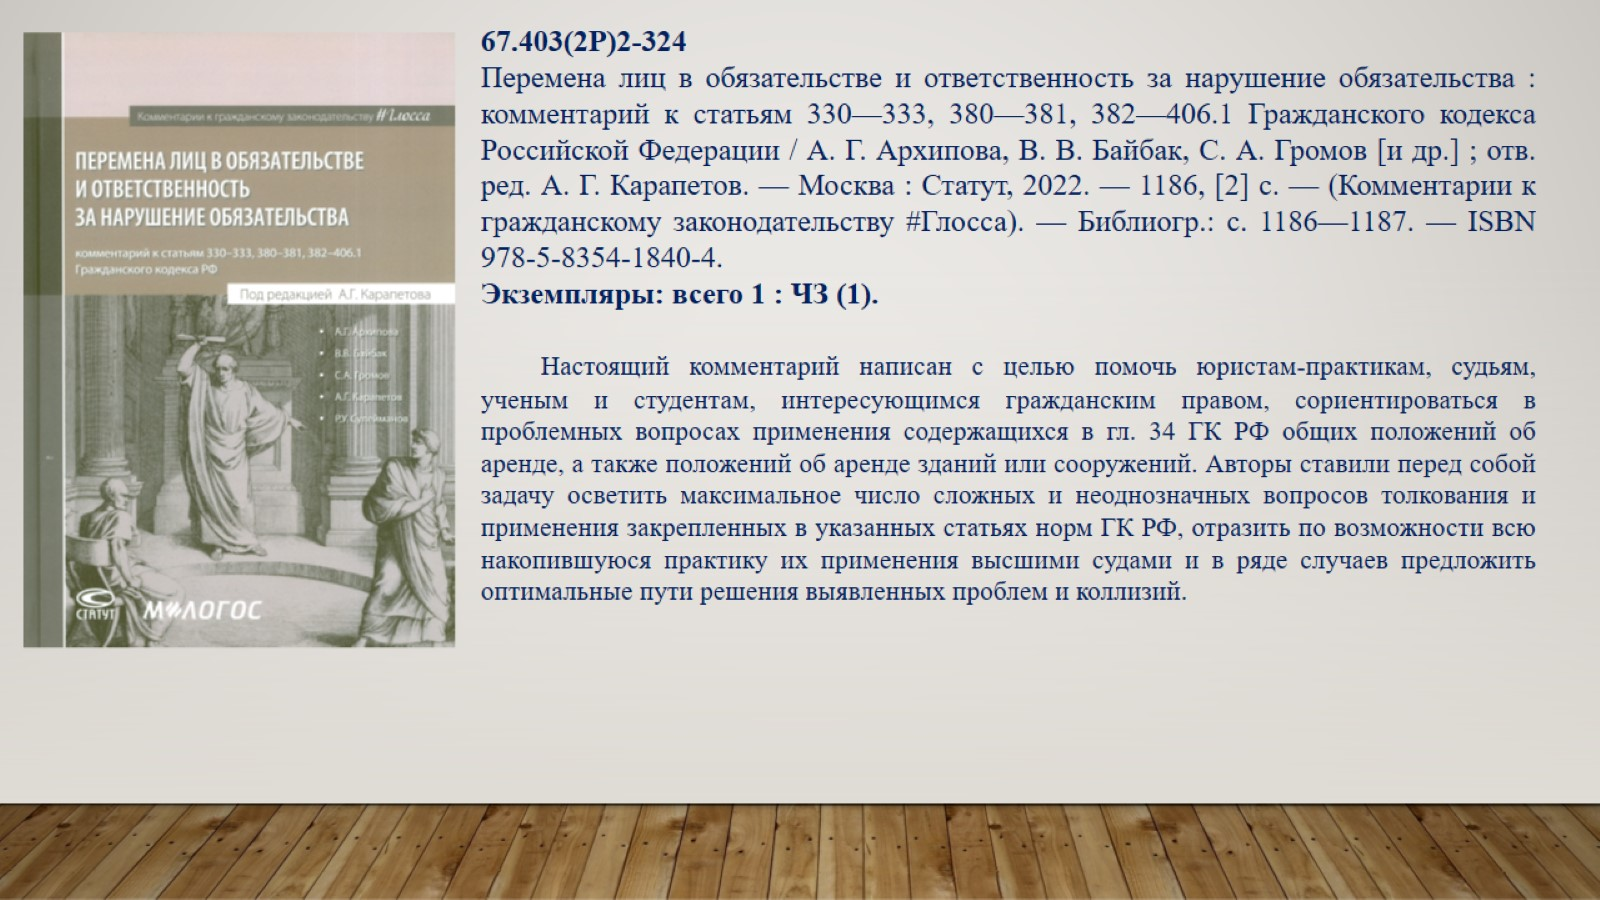 Комментарии к гражданскому законодательству #Глосса
ПЕРЕМЕНА ЛИЦ В ОБЯЗАТЕЛЬСТВЕ
И ОТВЕТСТВЕННОСТЬ
ЗА НАРУШЕНИЕ ОБЯЗАТЕЛЬСТВА
комментарий к статьям 330–333, 380–381, 382–406.1
Гражданского кодекса РФ
Под редакцией А.Г. Карапетова
• А.Г. Архипова
• В.В. Байбак
• С.А. Громов
• А.Г. Карапетов
• Р.У. Сулейманов
СТАТУТ
М-ЛОГОС
67.403(2Р)2-324
Перемена лиц в обязательстве и ответственность за нарушение обязательства :
комментарий к статьям 330—333, 380—381, 382—406.1 Гражданского кодекса
Российской Федерации / А. Г. Архипова, В. В. Байбак, С. А. Громов [и др.] ; отв.
ред. А. Г. Карапетов. — Москва : Статут, 2022. — 1186, [2] с. — (Комментарии к
гражданскому законодательству #Глосса). — Библиогр.: с. 1186—1187. — ISBN
978-5-8354-1840-4.
Экземпляры: всего 1 : ЧЗ (1).
Настоящий комментарий написан с целью помочь юристам-практикам, судьям,
ученым и студентам, интересующимся гражданским правом, сориентироваться в
проблемных вопросах применения содержащихся в гл. 34 ГК РФ общих положений об
аренде, а также положений об аренде зданий или сооружений. Авторы ставили перед собой
задачу осветить максимальное число сложных и неоднозначных вопросов толкования и
применения закрепленных в указанных статьях норм ГК РФ, отразить по возможности всю
накопившуюся практику их применения высшими судами и в ряде случаев предложить
оптимальные пути решения выявленных проблем и коллизий.